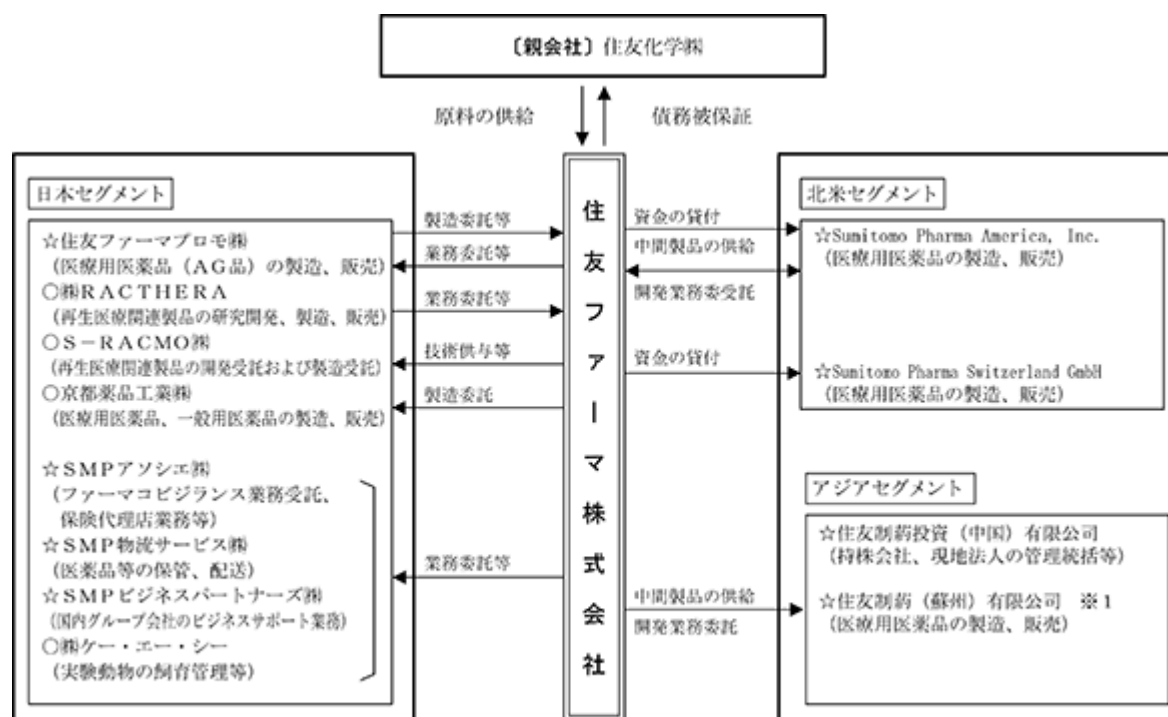 〔親会社〕住友化学㈱
原料の供給
債務被保証
日本セグメント
☆住友ファーマプロモ㈱
(医療用医薬品(AG品)の製造、販売)
○㈱RACTHERA
(再生医療関連製品の研究開発、製造、販売)
○S－RACMO㈱
(再生医療関連製品の開発受託および製造受託)
○京都薬品工業㈱
(医療用医薬品、一般用医薬品の製造、販売)
☆SMPアソシエ㈱
(ファーマコビジランス業務受託、
保険代理店業務等)
☆SMP物流サービス㈱
(医薬品等の保管、配送)
☆SMPビジネスパートナーズ㈱
(国内グループ会社のビジネスサポート業務)
○㈱ケー・エー・シー
(実験動物の飼育管理等)
製造委託等
業務委託等
業務委託等
技術供与等
製造委託
業務委託等
住友ファーマ株式会社
資金の貸付
中間製品の供給
開発業務委受託
資金の貸付
中間製品の供給
開発業務委託
北米セグメント
☆Sumitomo Pharma America, Inc.
(医療用医薬品の製造、販売)
☆Sumitomo Pharma Switzerland GmbH
(医療用医薬品の製造、販売)
アジアセグメント
☆住友制葯投資(中国)有限公司
(持株会社、現地法人の管理統括等)
☆住友制葯(蘇州)有限公司 ※1
(医療用医薬品の製造、販売)